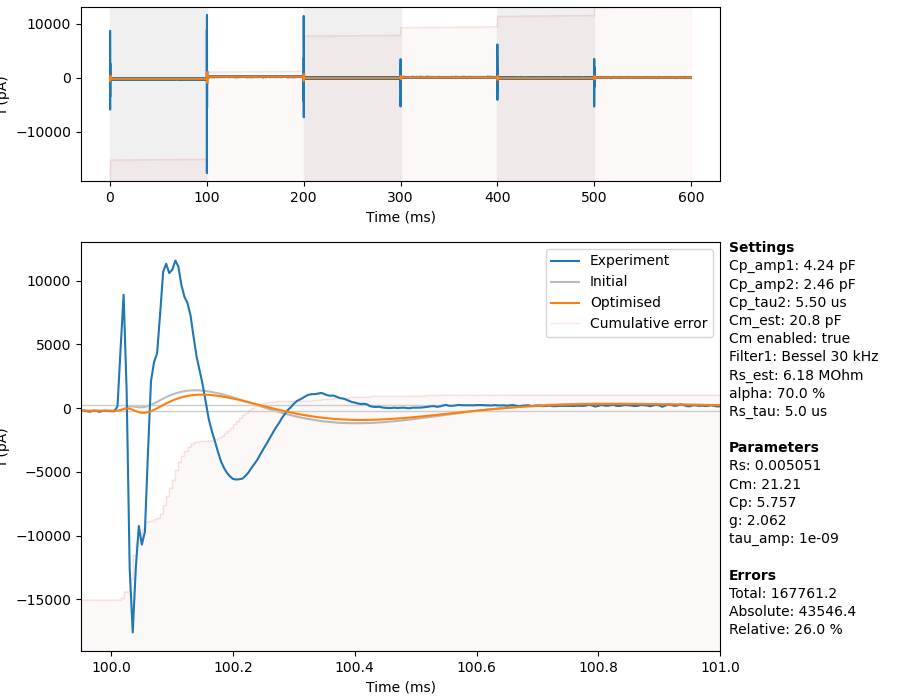 10000
0
−10000
I (pA)
0 100 200 300 400 500 600
Time (ms)
10000
5000
0
−5000
−10000
−15000
I (pA)
Experiment
Initial
Optimised
Cumulative error
100.0 100.2 100.4 100.6 100.8 101.0
Time (ms)
Settings
Cp_amp1: 4.24 pF
Cp_amp2: 2.46 pF
Cp_tau2: 5.50 us
Cm_est: 20.8 pF
Cm enabled: true
Filter1: Bessel 30 kHz
Rs_est: 6.18 MOhm
alpha: 70.0 %
Rs_tau: 5.0 us
Parameters
Rs: 0.005051
Cm: 21.21
Cp: 5.757
g: 2.062
tau_amp: 1e-09
Errors
Total: 167761.2
Absolute: 43546.4
Relative: 26.0 %